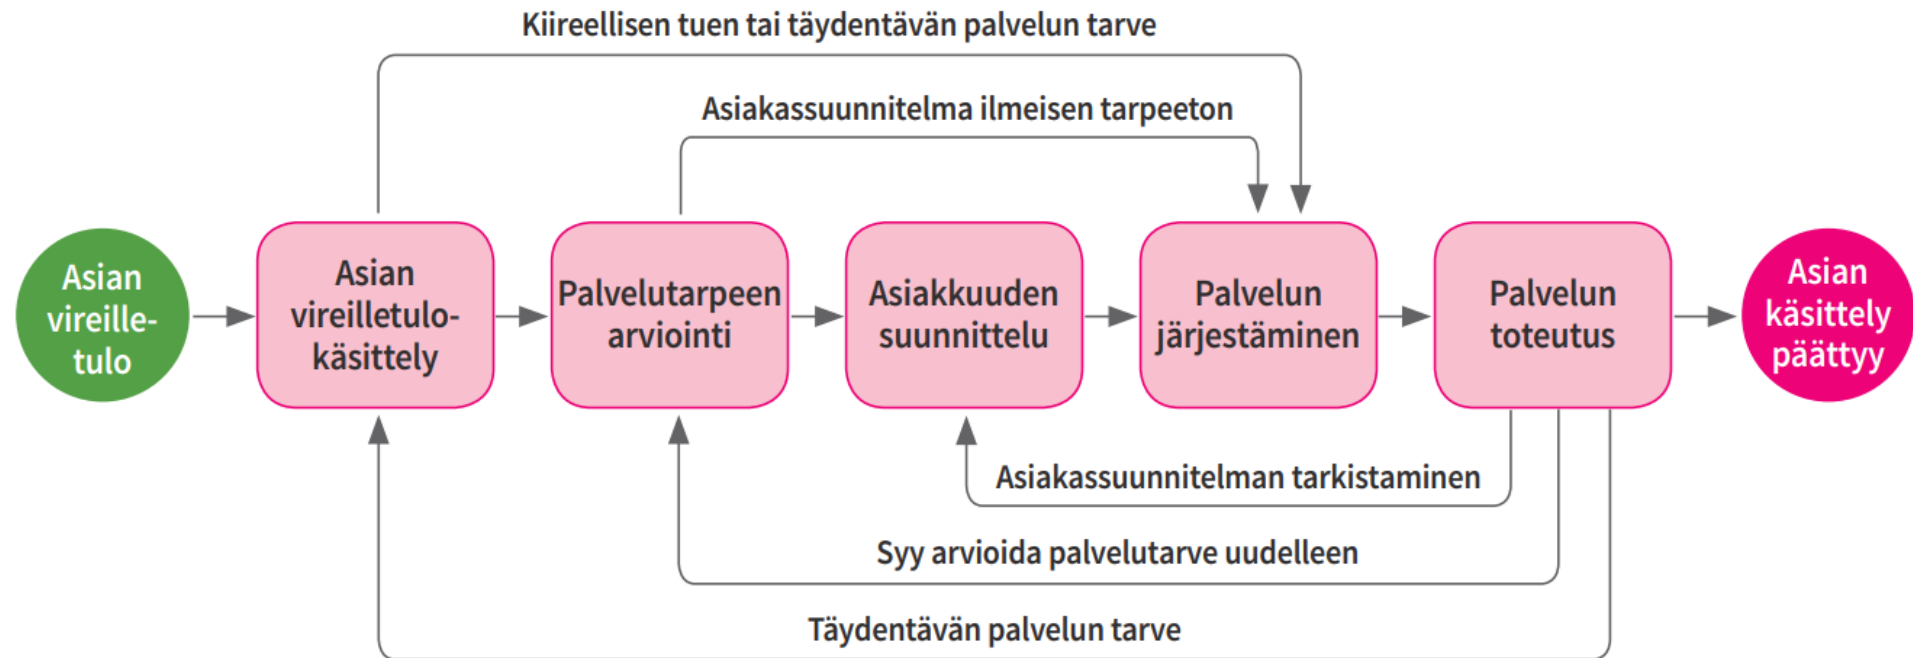 Kiireellisen tuen tai täydentävän palvelun tarve
Asiakassuunnitelma ilmeisen tarpeeton
Asian
vireille-
tulo
Asian
vireilletulo-
käsittely
Palvelutarpeen
arviointi
Asiakkuuden
suunnittelu
Palvelun
järjestäminen
Palvelun
toteutus
Asian
käsittely
päättyy
Asiakassuunnitelman tarkistaminen
Syy arvioida palvelutarve uudelleen
Täydentävän palvelun tarve